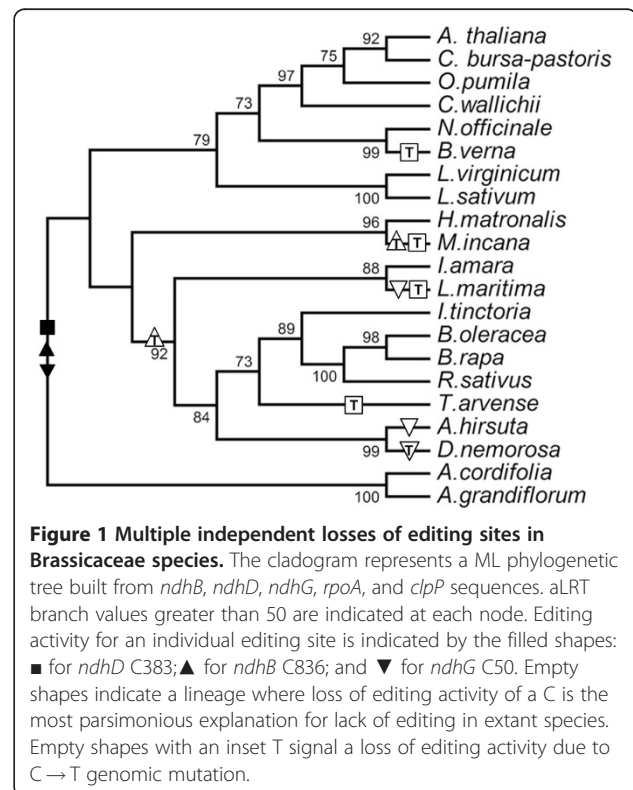 92
A. thaliana
C. bursa-pastoris
75
O.pumila
97
C.wallichii
73
N.officinale
99
T
B.verna
79
L.virginicum
100
L.sativum
96
H.matronalis
T
T
M.incana
88
I.amara
T
L.maritima
T
92
89
I.tinctoria
98
B.oleracea
B.rapa
100
R.sativus
73
T
T.arvense
84
A.hirsuta
99
T
D.nemorosa
A.cordifolia
100
A.grandiflorum
Figure 1 Multiple independent losses of editing sites in
Brassicaceae species. The cladogram represents a ML phylogenetic
tree built from ndhB, ndhD, ndhG, rpoA, and clpP sequences. aLRT
branch values greater than 50 are indicated at each node. Editing
activity for an individual editing site is indicated by the filled shapes:
■ for ndhD C383;▲ for ndhB C836; and ▼ for ndhG C50. Empty
shapes indicate a lineage where loss of editing activity of a C is the
most parsimonious explanation for lack of editing in extant species.
Empty shapes with an inset T signal a loss of editing activity due to
C→T genomic mutation.